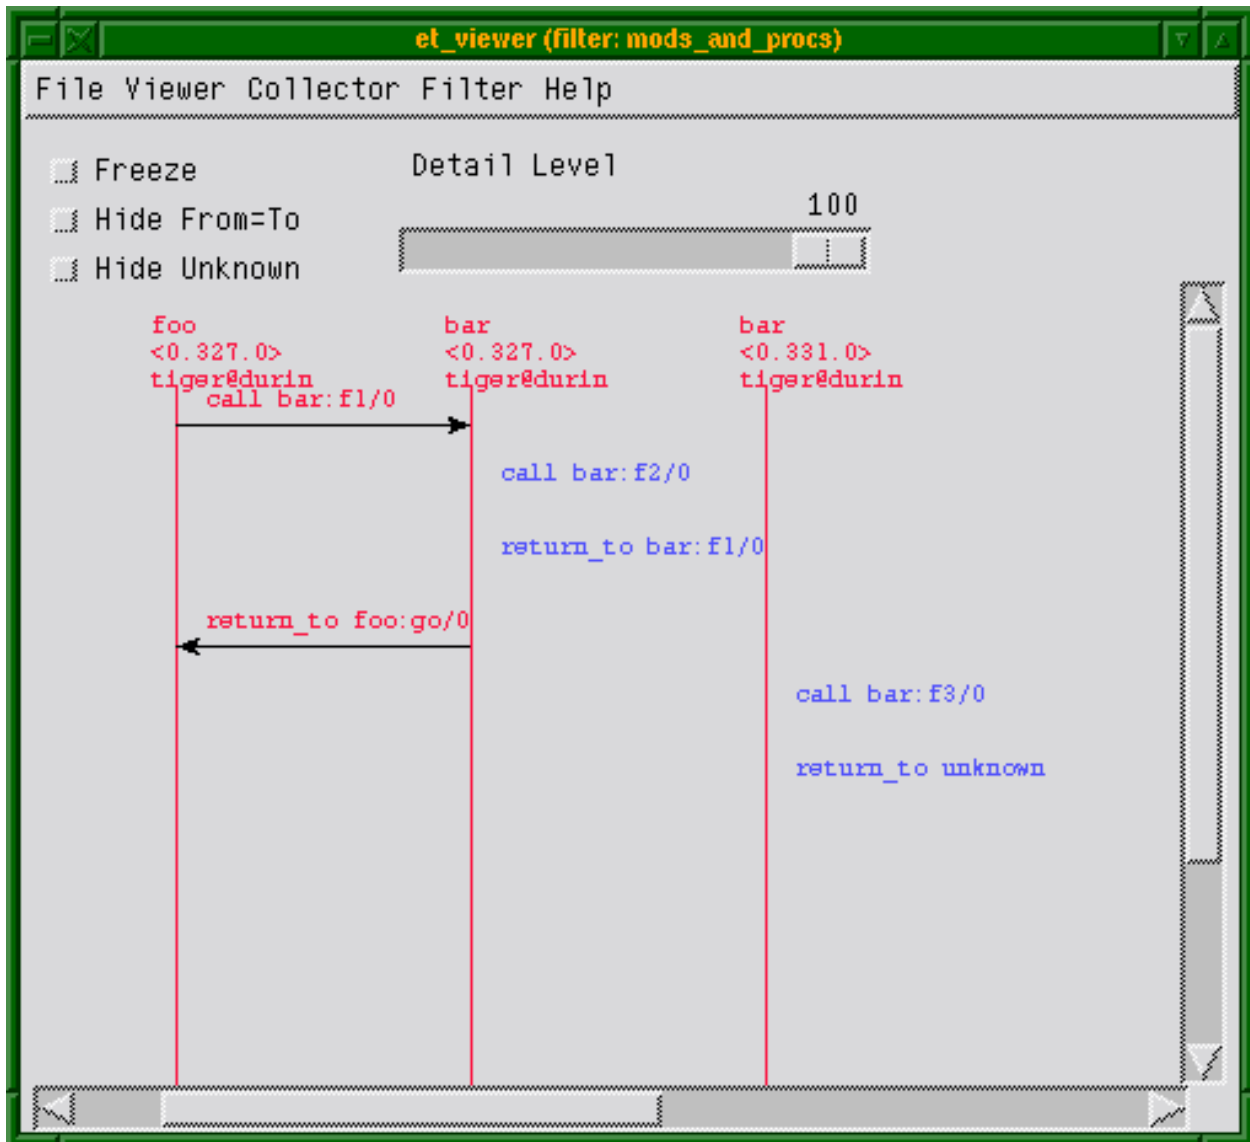 et_viewer (filter: mods_and_procs)
File Viewer Collector Filter Help
Freeze
Detail Level
Hide From=To
100
Hide Unknown
foo bar bar
<0.327.0> <0.327.0> <0.331.0>
tiger@durin tiger@durin tiger@durin
call bar:f1/0
call bar:f2/0
return_to bar:f1/0
return_to foo:go/0
call bar:f3/0
return_to unknown